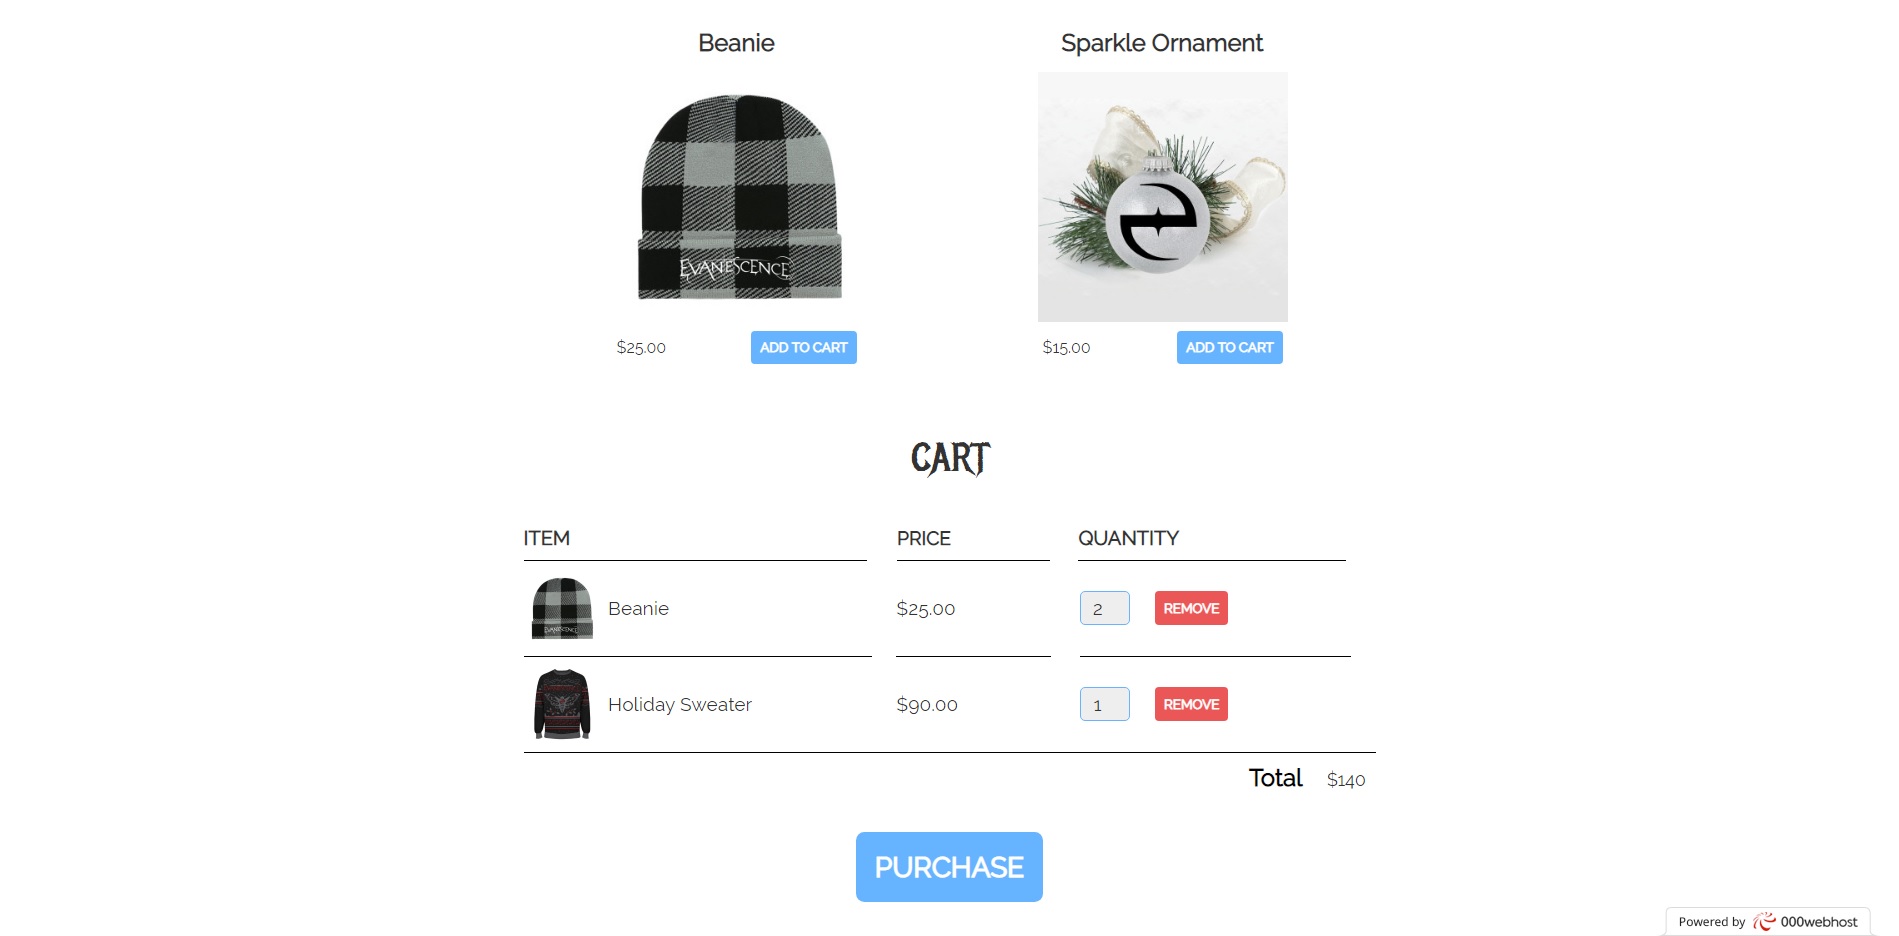 Beanie
Sparkle Ornament
EVANESCENCE
$25.00
ADD TO CART
$15.00
ADD TO CART
CART
ITEM
PRICE
QUANTITY
EVANESCENCE
Beanie
$25.00
2
REMOVE
Holiday Sweater
$90.00
1
REMOVE
Total
$140
PURCHASE
Powered by 000webhost